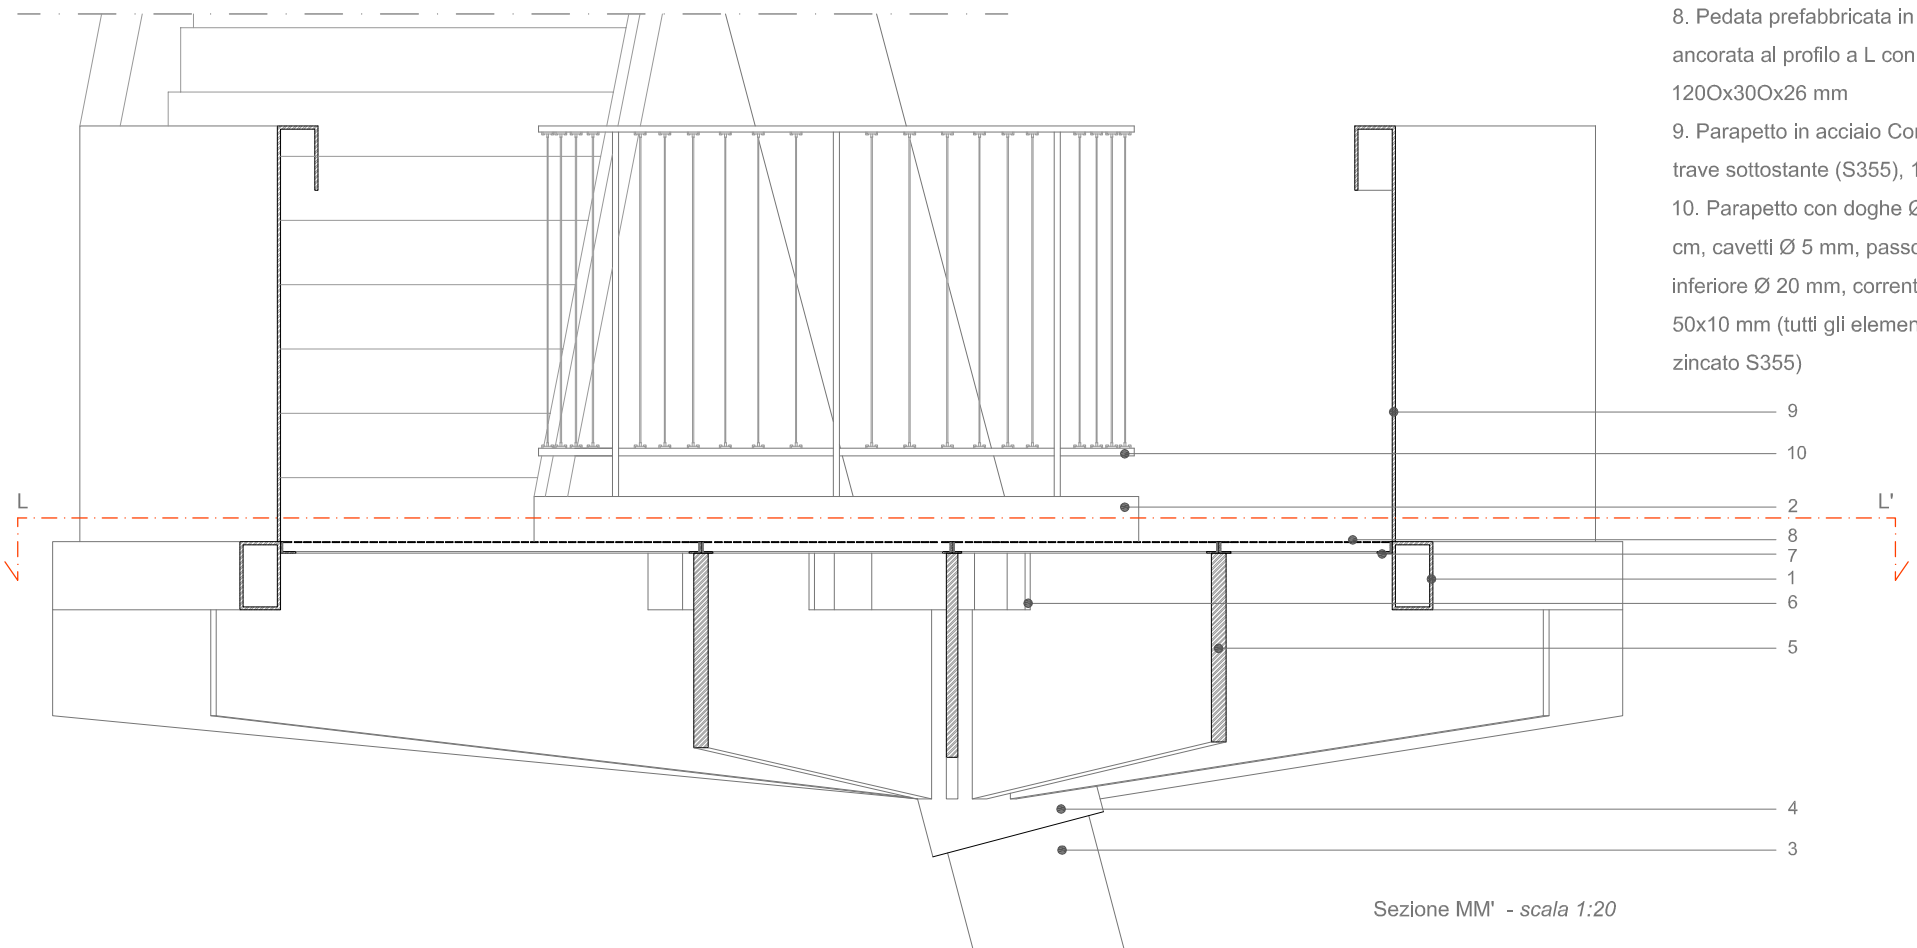 8. Pedata prefabbricata in
ancorata al profilo a L con
120Ox30Ox26 mm
9. Parapetto in acciaio Cor
trave sottostante (S355), 1
10. Parapetto con doghe Ø
cm, cavetti Ø 5 mm, passo
inferiore Ø 20 mm, corrent
50x10 mm (tutti gli elemen
zincato S355)
9
10
L
L'
2
8
7
1
6
5
4
3
Sezione MM' - scala 1:20